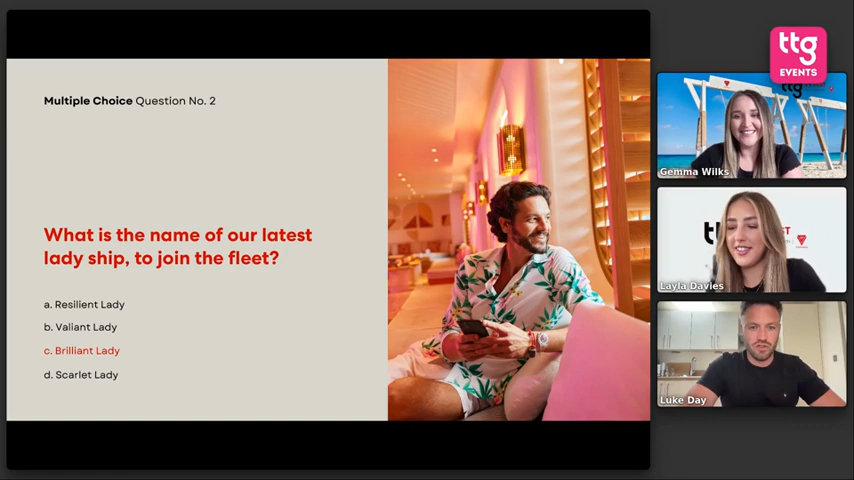 Multiple Choice Question No. 2
What is the name of our latest
lady ship, to join the fleet?
a. Resilient Lady
b. Valiant Lady
c. Brilliant Lady
d. Scarlet Lady
ttg
EVENTS
ttg
Gemma Wilks
Layla Davies
Luke Day